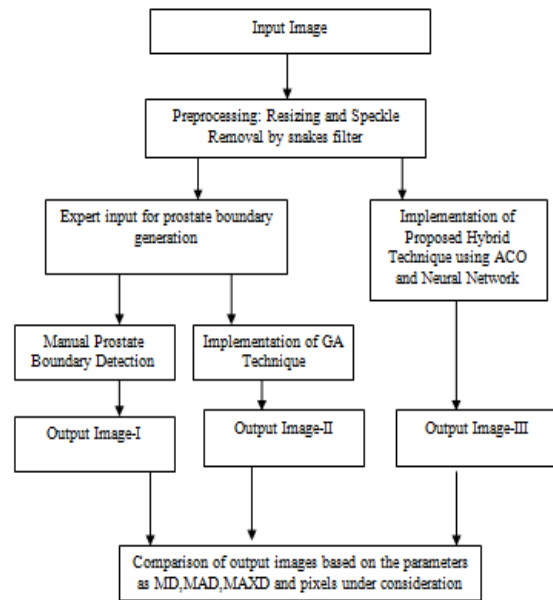 Input Image
Preprocessing: Resizing and Speckle
Removal by snakes filter
Expert input for prostate boundary
generation
Implementation of
Proposed Hybrid
Technique using ACO
and Neural Network
Manual Prostate
Boundary Detection
Implementation of GA
Technique
Output Image-I
Output Image-II
Output Image-III
Comparison of output images based on the parameters
as MD,MAD,MAXD and pixels under consideration